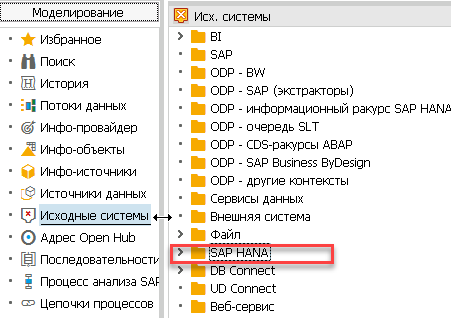 Моделирование
Избранное
Поиск
История
Потоки данных
Инфо-провайдер
Инфо-объекты
Инфо-источники
Источники данных
Исходные системы
Адрес Open Hub
Последовательности
Процесс анализа SAP
Цепочки процессов
Исх. системы
BI
SAP
ODP - BW
ODP - SAP (экстракторы)
ODP - информационный ракурс SAP HANA
ODP - очередь SLT
ODP - CDS-ракурсы ABAP
ODP - SAP Business ByDesign
ODP - другие контексты
Сервисы данных
Внешняя система
Файл
SAP HANA
DB Connect
UD Connect
Веб-сервис